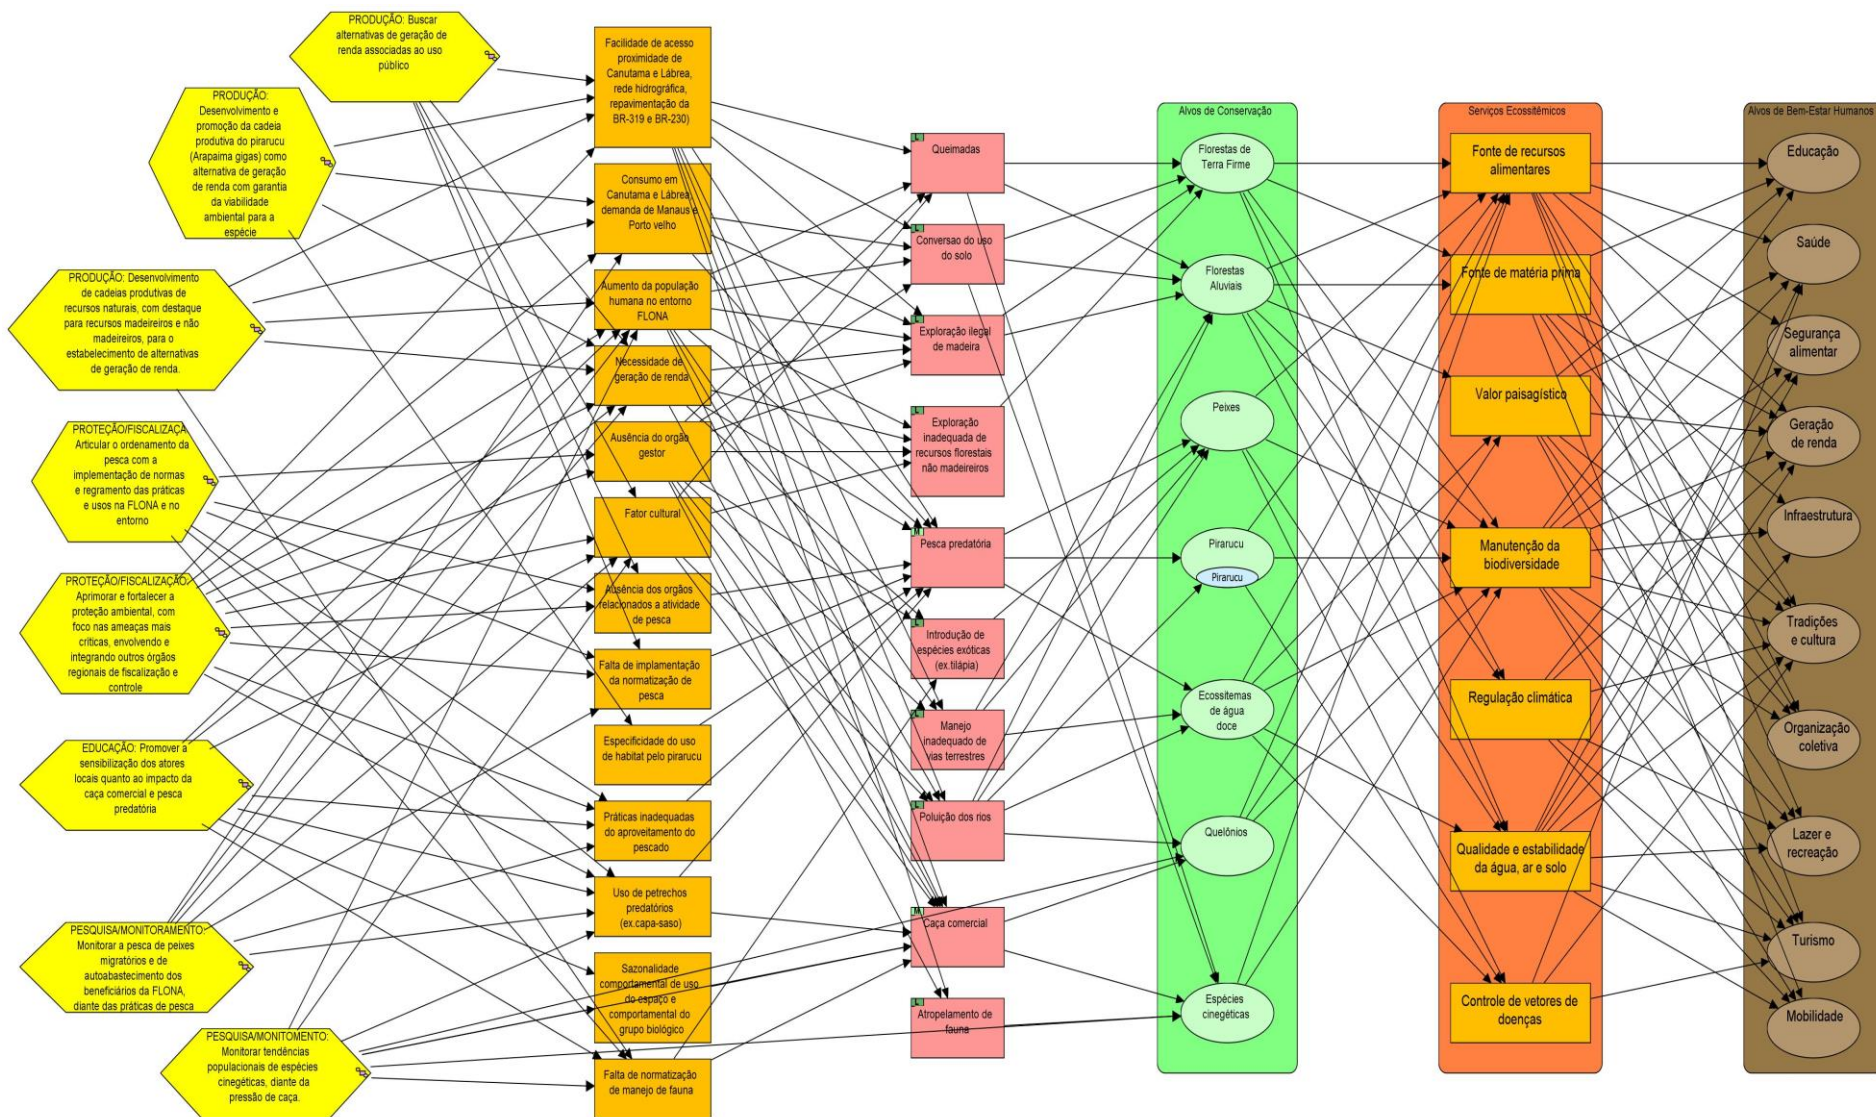 PRODUÇÃO: Buscar
alternativas de geração de
renda associadas ao uso
público
PRODUÇÃO:
Desenvolvimento e
promoção da cadeia
produtiva do pirarucu
(Arapaima gigas) como
alternativa de geração
de renda com garantia
da viabilidade
ambiental para a
espécie
PRODUÇÃO: Desenvolvimento
de cadeias produtivas de
recursos naturais, com destaque
para recursos madeireiros e não
madeireiros, para o
estabelecimento de alternativas
de geração de renda.
PROTEÇÃO/FISCALIZAÇÃ
Articular o ordenamento da
pesca com a
implementação de normas
e regramento das práticas
e usos na FLONA e no
entorno
PROTEÇÃO/FISCALIZAÇÃO:
Aprimorar e fortalecer a
proteção ambiental, com
foco nas ameaças mais
críticas, envolvendo e
integrando outros órgãos
regionais de fiscalização e
controle
EDUCAÇÃO: Promover a
sensibilização dos atores
locais quanto ao impacto da
caça comercial e pesca
predatória
PESQUISA/MONITORAMENTO:
Monitorar a pesca de peixes
migratórios e de
autoabastecimento dos
beneficiários da FLONA,
diante das práticas de pesca
PESQUISA/MONITOMENTO:
Monitorar tendências
populacionais de espécies
cinegéticas, diante da
pressão de caça.
Facilidade de acesso
proximidade de
Canutama e Lábrea,
rede hidrográfica,
repavimentação da
BR-319 e BR-230)
Consumo em
Canutama e Lábrea,
demanda de Manaus e
Porto velho
Aumento da população
humana no entorno
FLONA
Necessidade de
geração de renda
Ausência do orgão
gestor
Fator cultural
Ausência dos orgãos
relacionados a atividade
de pesca
Falta de implamentação
da normatização de
pesca
Especificidade do uso
de habitat pelo pirarucu
Práticas inadequadas
do aproveitamento do
pescado
Uso de petrechos
predatórios
(ex.capa-saso)
Sazonalidade
comportamental de uso
do espaço e
comportamental do
grupo biológico
Falta de normatização
de manejo de fauna
L
Queimadas
L
Conversao do uso
do solo
L
Exploração ilegal
de madeira
L
Exploração
inadequada de
recursos florestais
não madeireiros
M
Pesca predatória
L
Introdução de
espécies exóticas
(ex.tilápia)
L
Manejo
inadequado de
vias terrestres
L
Poluição dos rios
M
Caça comercial
L
Atropelamento de
fauna
Alvos de Conservação
Florestas de
Terra Firme
Florestas
Aluviais
Peixes
Pirarucu
Pirarucu
Ecossitemas
de água
doce
Quelônios
Espécies
cinegéticas
Serviços Ecossitêmicos
Fonte de recursos
alimentares
Fonte de matéria prima
Valor paisagístico
Manutenção da
biodiversidade
Regulação climática
Qualidade e estabilidade
da água, ar e solo
Controle de vetores de
doenças
Alvos de Bem-Estar Humanos
Educação
Saúde
Segurança
alimentar
Geração
de renda
Infraestrutura
Tradições
e cultura
Organização
coletiva
Lazer e
recreação
Turismo
Mobilidade